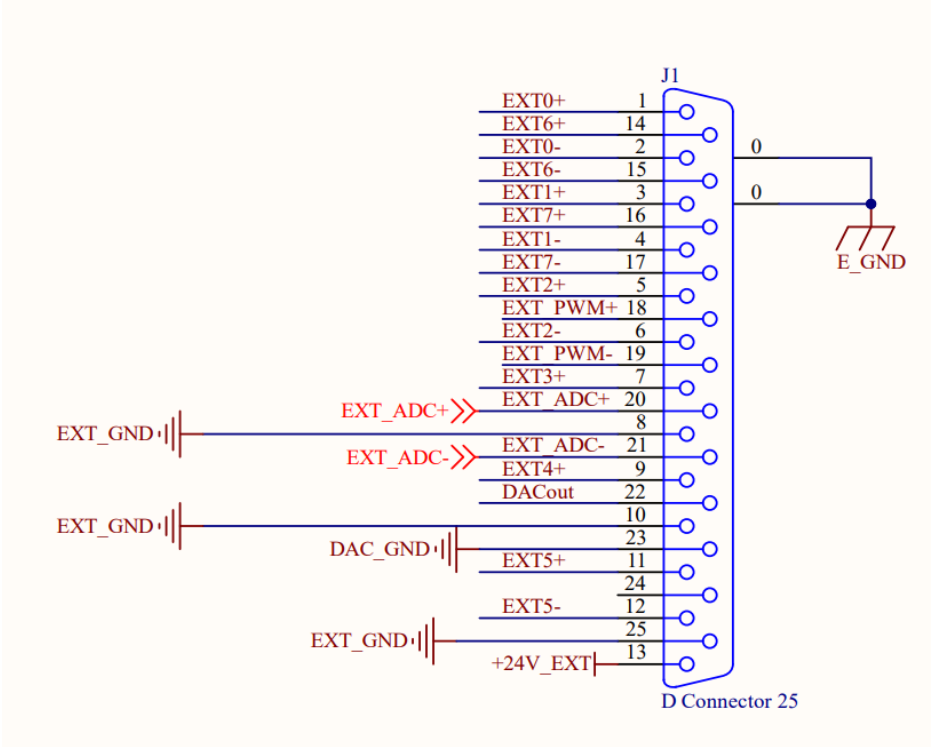 J1
EXT0+ 1
EXT6+ 14
EXT0- 2
0
EXT6- 15
EXT1+ 3
0
EXT7+ 16
EXT1- 4
E_GND
EXT7- 17
EXT2+ 5
EXT_PWM+ 18
EXT2- 6
EXT_PWM- 19
EXT3+ 7
EXT_ADC+ EXT_ADC+ 20
EXT_GND 8
EXT_ADC- EXT_ADC- 21
EXT4+ 9
DACout 22
EXT_GND 10
DAC_GND 23
EXT5+ 11
24
EXT5- 12
EXT_GND 25
+24V_EXT 13
D Connector 25